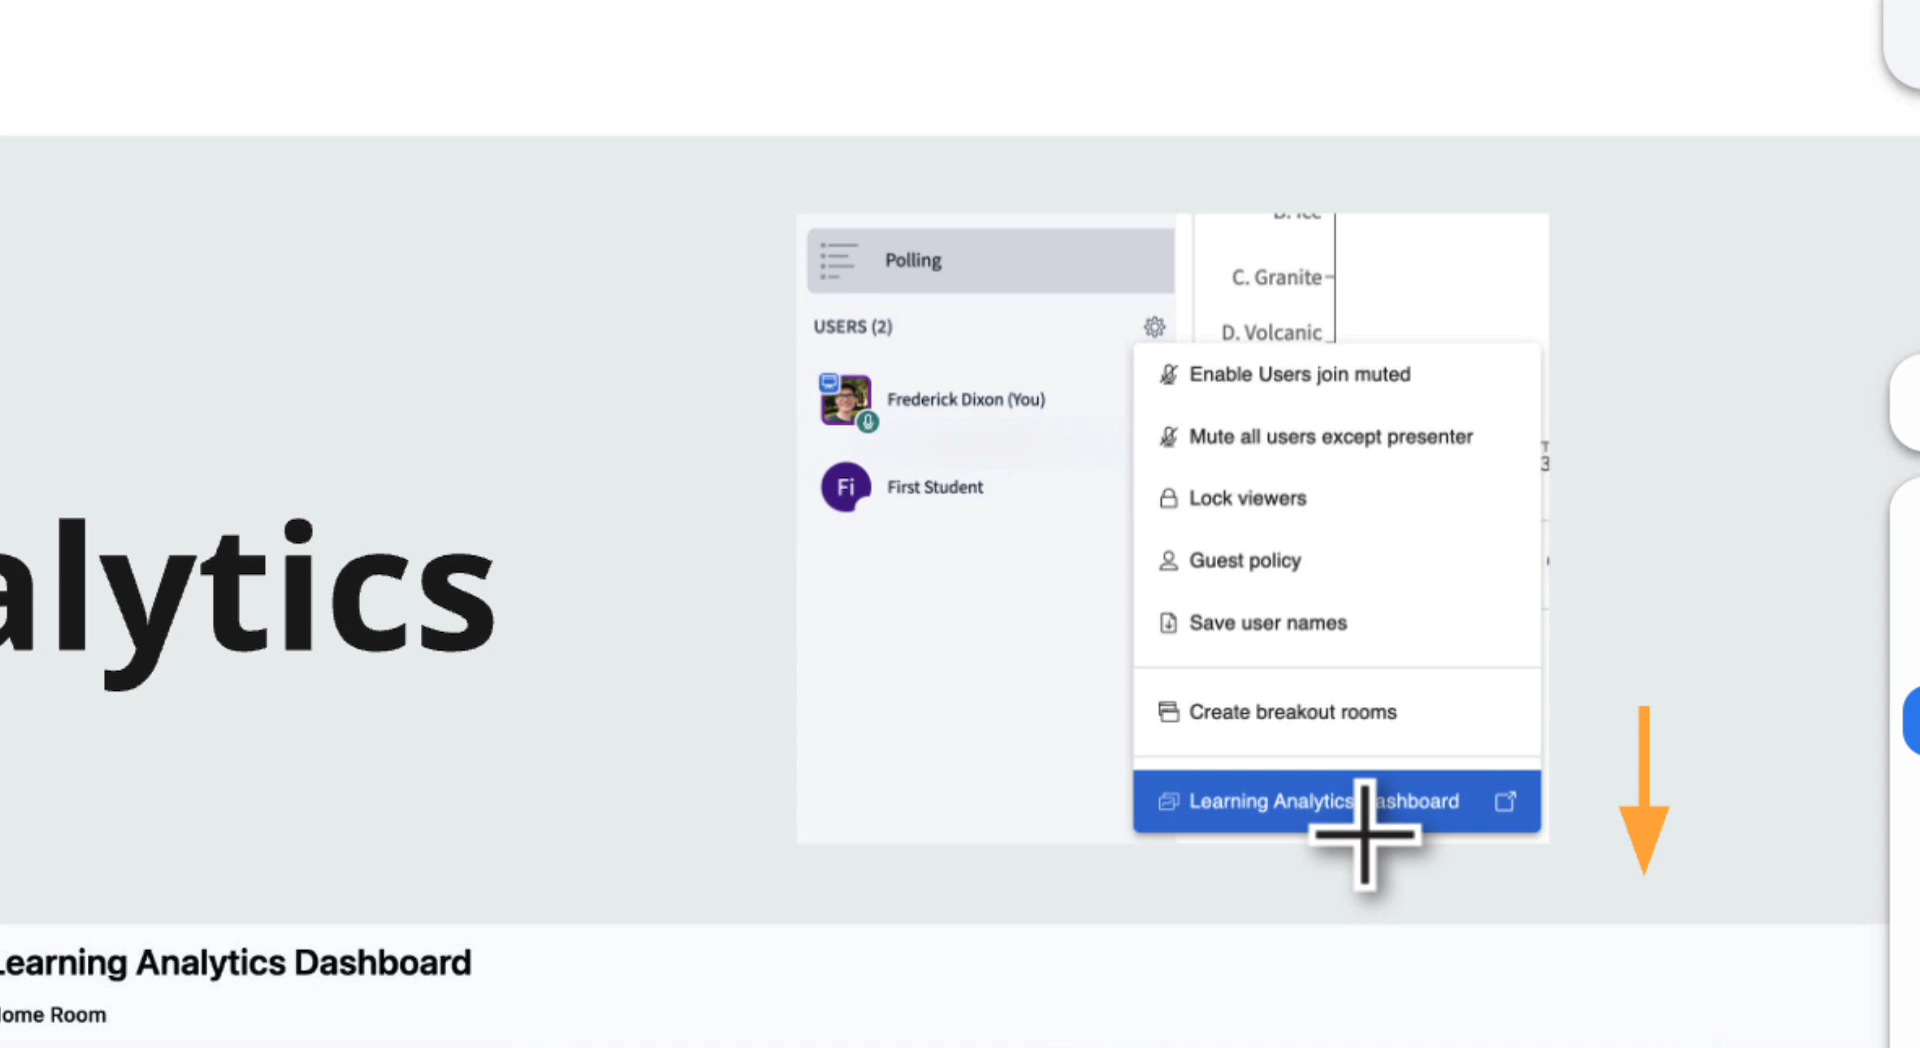 Polling
C. Granite
D. Volcanic
USERS (2)
Frederick Dixon (You)
Fi
First Student
Enable Users join muted
Mute all users except presenter
Lock viewers
Guest policy
Save user names
Create breakout rooms
Learning Analytics ashboard
alytics
Learning Analytics Dashboard
ome Room